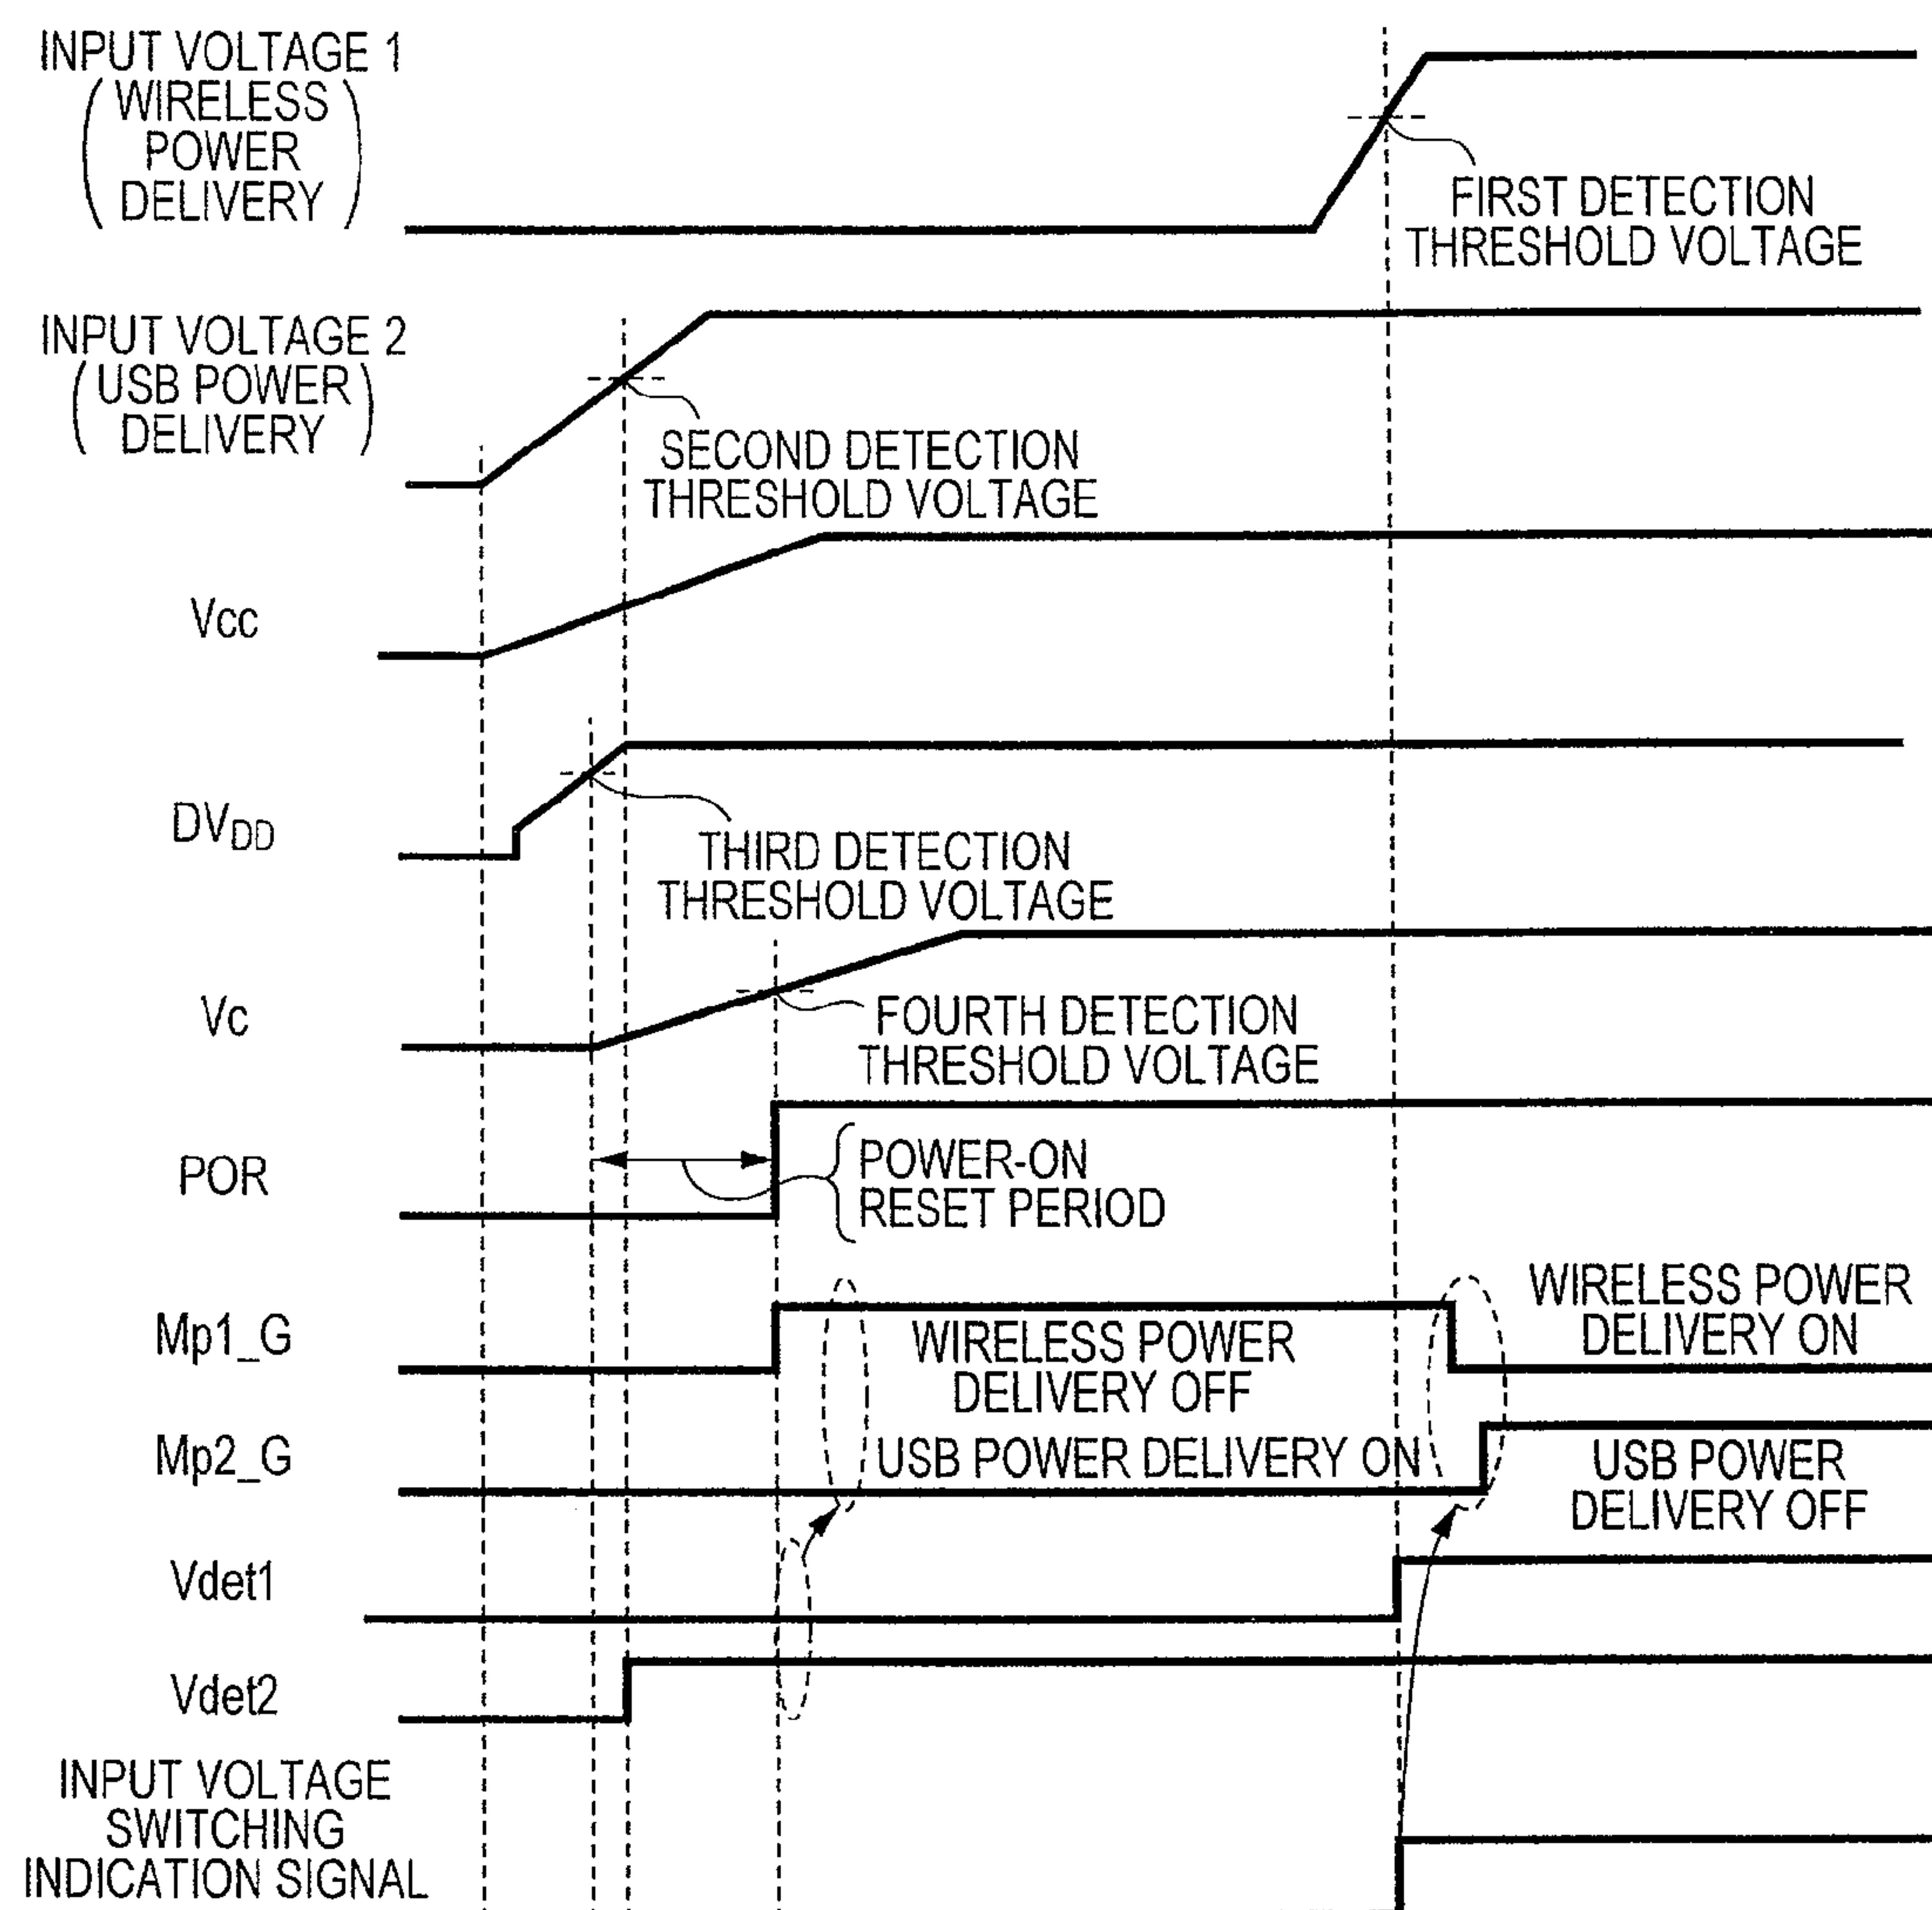 INPUT VOLTAGE 1
(WIRELESS
POWER
DELIVERY)
FIRST DETECTION
THRESHOLD VOLTAGE
INPUT VOLTAGE 2
(USB POWER
DELIVERY)
SECOND DETECTION
THRESHOLD VOLTAGE
Vcc
DVDD
THIRD DETECTION
THRESHOLD VOLTAGE
Vc
FOURTH DETECTION
THRESHOLD VOLTAGE
POR
POWER-ON
RESET PERIOD
Mp1_G
WIRELESS POWER
DELIVERY OFF
WIRELESS POWER
DELIVERY ON
Mp2_G
USB POWER DELIVERY ON
USB POWER
DELIVERY OFF
Vdet1
Vdet2
INPUT VOLTAGE
SWITCHING
INDICATION SIGNAL